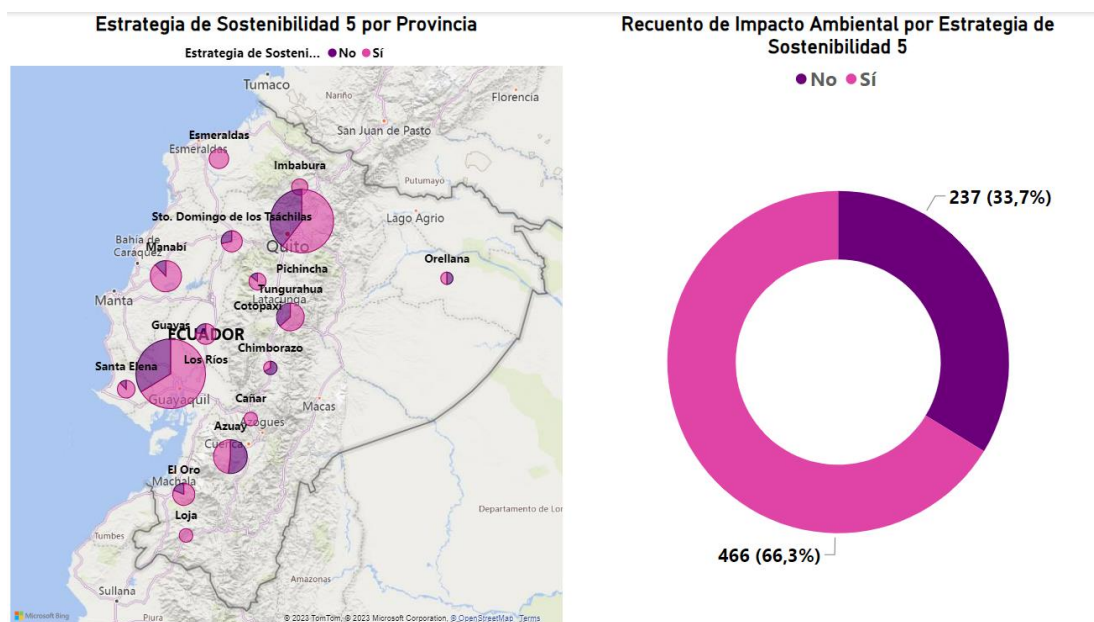 Estrategia de Sostenibilidad 5 por Provincia
Estrategia de Sosteni... No Sí
Tumaco
Nariño
Florencia
San Juan de Pasto
Esmeraldas
Esmeraldas
Imbabura
Putumayo
Sto. Domingo de los Tsáchilas
Lago Agrio
Bahía de
Caráquez
Manabí
Quito
Orellana
Pichincha
Tungurahua
Latacunga
Manta
Cotopaxi
Guayas
ECUADOR
Chimborazo
Santa Elena
Los Ríos
Guayaquil
Cañar
Macas
Azuay
Azogues
Cuenca
El Oro
Machala
Loja
Departamento de Lor
Tumbes
Amazonas
Sullana
Microsoft Bing
Piura
© 2023 TomTom, © 2023 Microsoft Corporation, © OpenStreetMap Terms
Recuento de Impacto Ambiental por Estrategia de
Sostenibilidad 5
No Sí
237 (33,7%)
466 (66,3%)